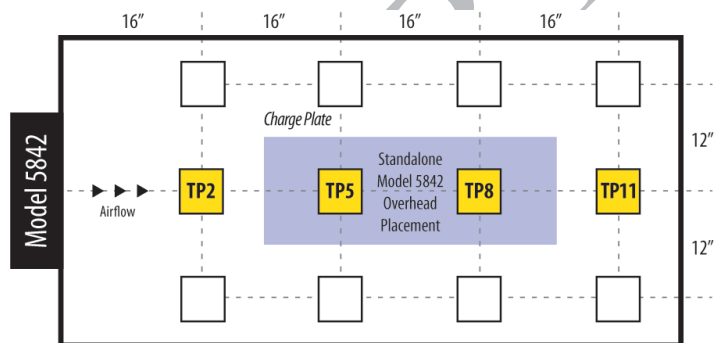 16” 16” 16” 16”
Charge Plate
12”
Model 5842
Airflow
TP2
TP5
Standalone
Model 5842
Overhead
Placement
TP8
TP11
12”